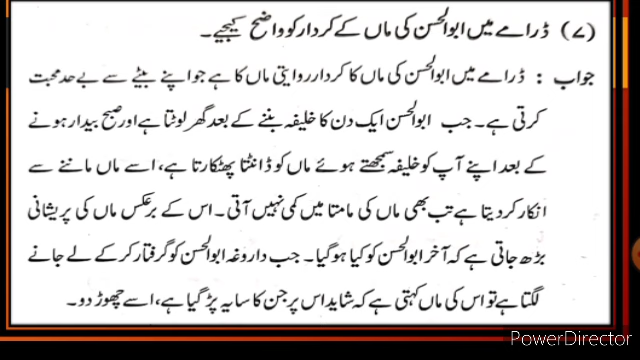 (۷) ڈرامے میں ابوالحسن کی ماں کے کردار کو واضح کیجیے۔
جواب : ڈرامے میں ابوالحسن کی ماں کا کردار روایتی ماں کا ہے جو اپنے بیٹے سے بے حد محبت
کرتی ہے۔ جب ابوالحسن ایک دن کا خلیفہ بننے کے بعد گھر لوٹتا ہے اور صبح بیدار ہونے
کے بعد اپنے آپ کو خلیفہ سمجھتے ہوئے ماں کو ڈانٹتا پھٹکارتا ہے، اسے ماں ماننے سے
انکار کر دیتا ہے تب بھی ماں کی مامتا میں کمی نہیں آتی۔ اس کے برعکس ماں کی پریشانی
بڑھ جاتی ہے کہ آخر ابوالحسن کو کیا ہو گیا۔ جب داروغہ ابوالحسن کو گرفتار کر کے لے جانے
لگتا ہے تو اس کی ماں کہتی ہے کہ شاید اس پر جن کا سایہ پڑ گیا ہے، اسے چھوڑ دو۔
PowerDirector